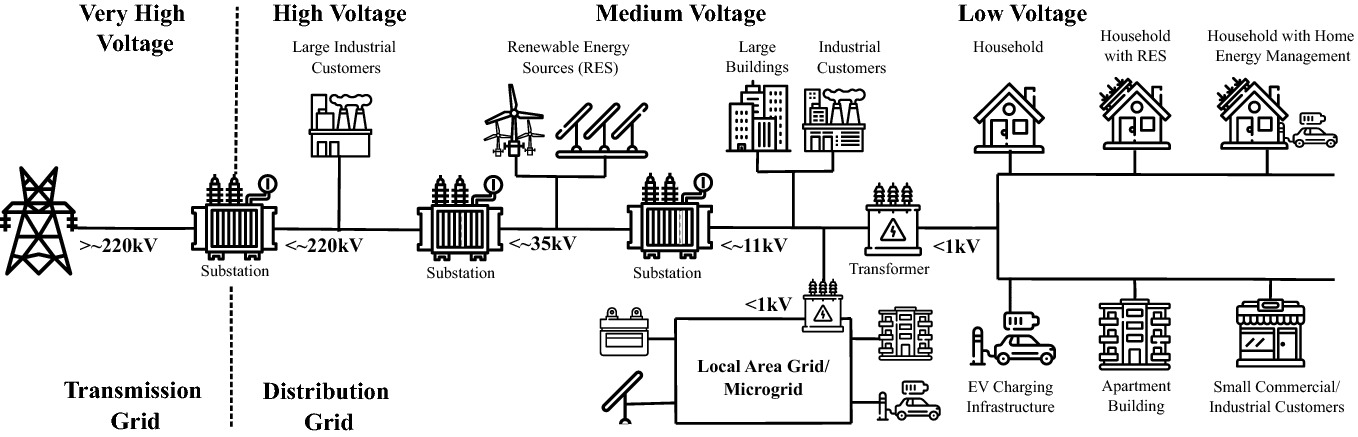 Very High
Voltage
High Voltage
Medium Voltage
Low Voltage
Large Industrial
Customers
Renewable Energy
Sources (RES)
Large
Buildings
Industrial
Customers
Household
Household
with RES
Household with Home
Energy Management
>~220kV
<~220kV
<~35kV
<~11kV
<1kV
Substation
Substation
Substation
Transformer
<1kV
Local Area Grid/
Microgrid
EV Charging
Infrastructure
Apartment
Building
Small Commercial/
Industrial Customers
Transmission
Grid
Distribution
Grid